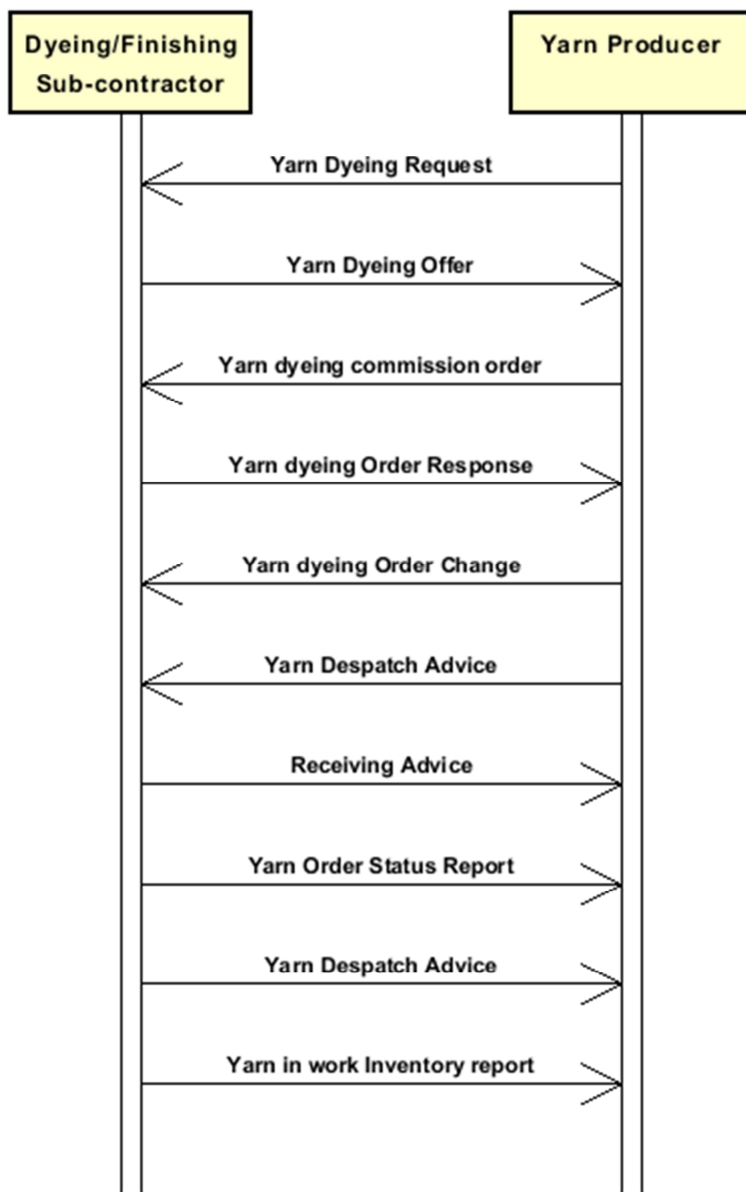 Dyeing/Finishing
Sub-contractor
Yarn Producer
Yarn Dyeing Request
Yarn Dyeing Offer
Yarn dyeing commission order
Yarn dyeing Order Response
Yarn dyeing Order Change
Yarn Despatch Advice
Receiving Advice
Yarn Order Status Report
Yarn Despatch Advice
Yarn in work Inventory report